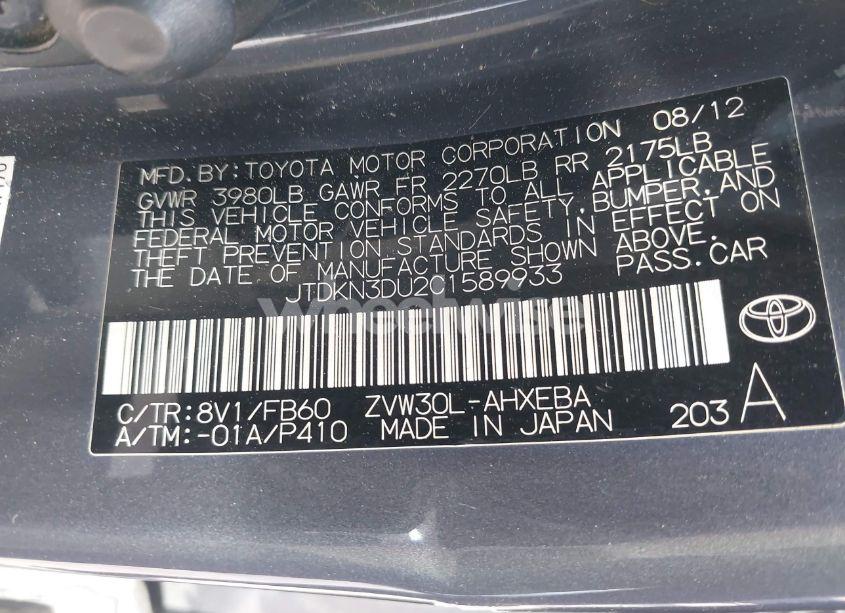 MFD. BY: TOYOTA MOTOR CORPORATION 08/12
GVWR 3980LB GAWR FR 2270LB RR 2175LB
THIS VEHICLE CONFORMS TO ALL APPLICABLE
FEDERAL MOTOR VEHICLE SAFETY, BUMPER, AND
THEFT PREVENTION STANDARDS IN EFFECT ON
THE DATE OF MANUFACTURE SHOWN ABOVE.
JTDKN3DU2C1589933 PASS. CAR
wheelwise
C/TR: 8V1/FB60 ZVW30L-AHXEBA
A/TM: -01A/P410 MADE IN JAPAN 203 A